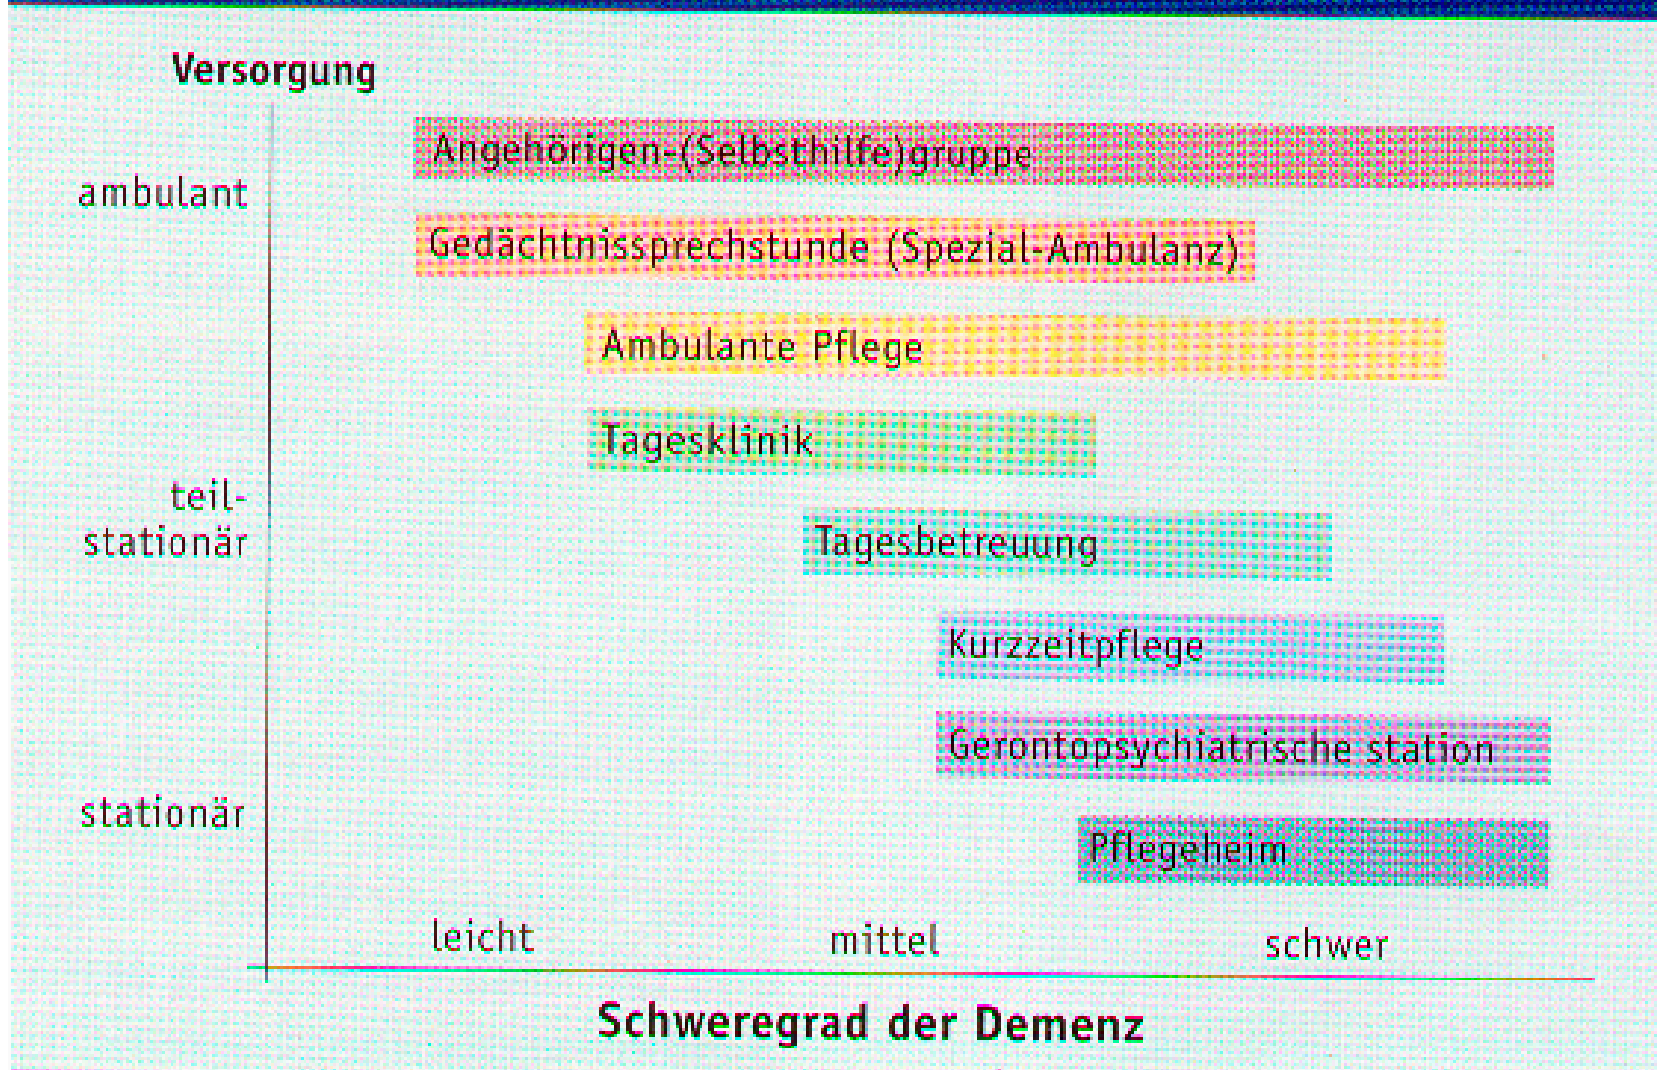 Versorgung
Angehörigen-(Selbsthilfe)gruppe
ambulant
Gedächtnissprechstunde (Spezial-Ambulanz)
Ambulante Pflege
Tagesklinik
teil-
stationär
Tagesbetreuung
Kurzzeitpflege
Gerontopsychiatrische station
stationär
Pflegeheim
leicht
mittel
schwer
Schweregrad der Demenz